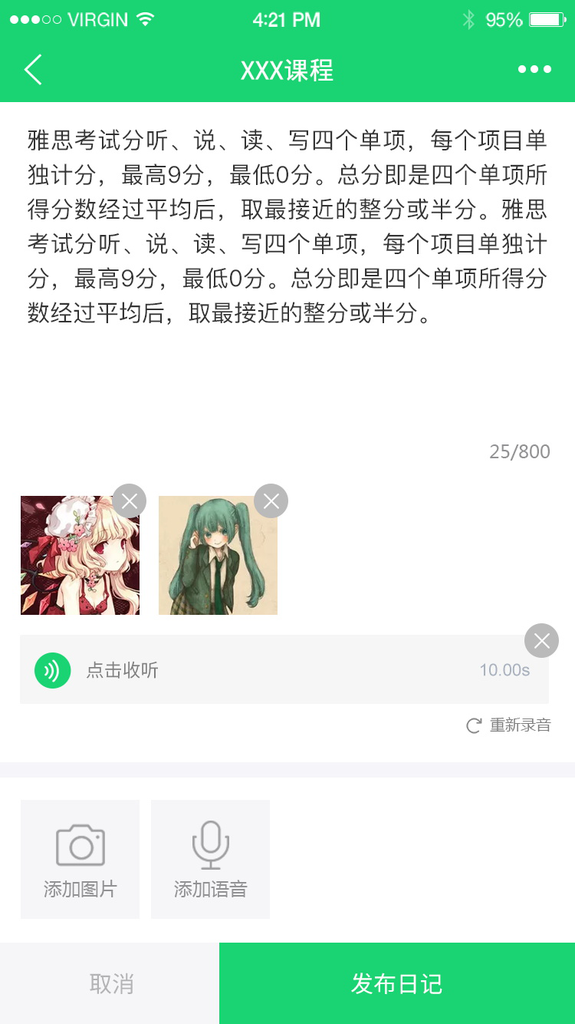 VIRGIN 4:21 PM 95%
XXX课程
雅思考试分听、说、读、写四个单项，每个项目单
独计分，最高9分，最低0分。总分即是四个单项所
得分数经过平均后，取最接近的整分或半分。雅思
考试分听、说、读、写四个单项，每个项目单独计
分，最高9分，最低0分。总分即是四个单项所得分
数经过平均后，取最接近的整分或半分。
25/800
点击收听 10.00s
重新录音
添加图片 添加语音
取消 发布日记